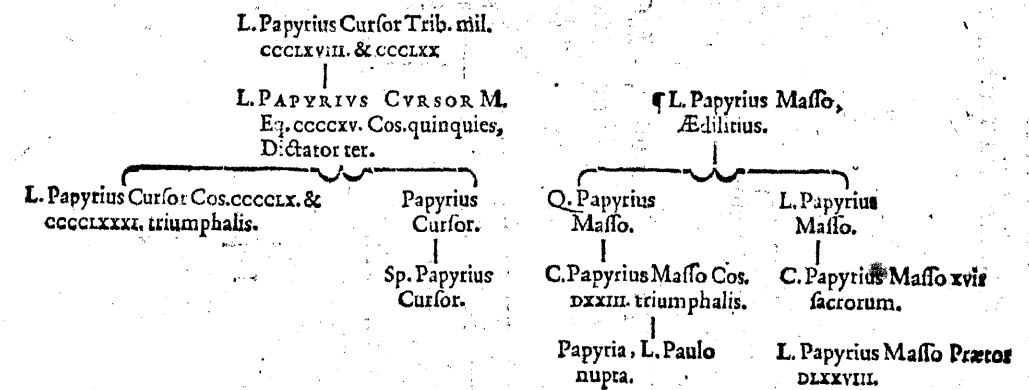 L. Papyrius Curſor Trib. mil.
CCCLXVIII. & CCCLXX
L. PAPYRIVS CVRSOR M.
Eq. CCCCXV. Cos. quinquies,
Dictator ter.
L. Papyrius Curſor Cos. CCCCLX. &
CCCCLXXXI. triumphalis.
Papyrius
Curſor.
Sp. Papyrius
Curſor.
¶ L. Papyrius Maſſo,
Ædilitius.
Q. Papyrius
Maſſo.
L. Papyrius
Maſſo.
C. Papyrius Maſſo Cos.
DXXIII. triumphalis.
C. Papyrius Maſſo xvir
ſacrorum.
Papyria, L. Paulo
nupta.
L. Papyrius Maſſo Prætor
DLXXVIII.